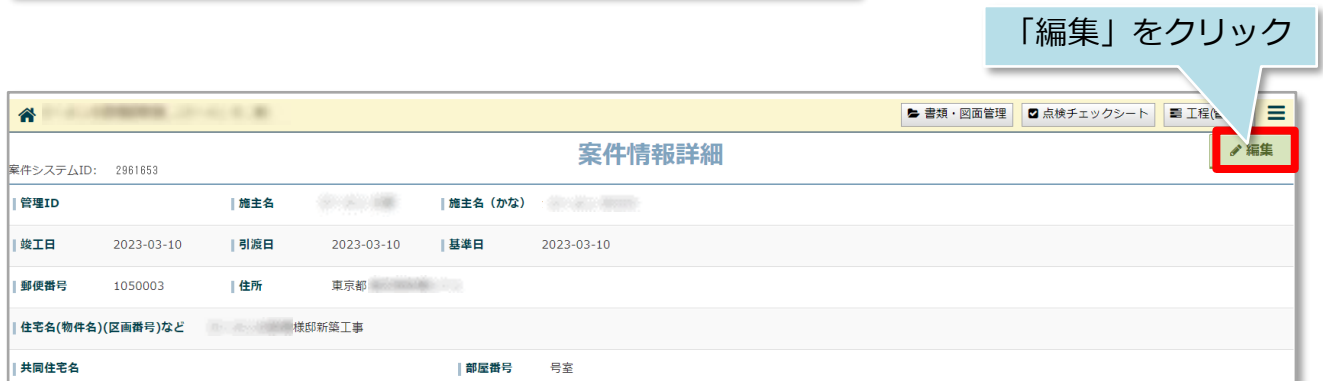 「編集」をクリック
書類・図面管理 点検チェックシート 工程(
案件情報詳細 編集
案件システムID: 2961653
管理ID 施主名 施主名（かな）
竣工日 2023-03-10 引渡日 2023-03-10 基準日 2023-03-10
郵便番号 1050003 住所 東京都
住宅名(物件名)(区画番号)など 様邸新築工事
共同住宅名 部屋番号 号室